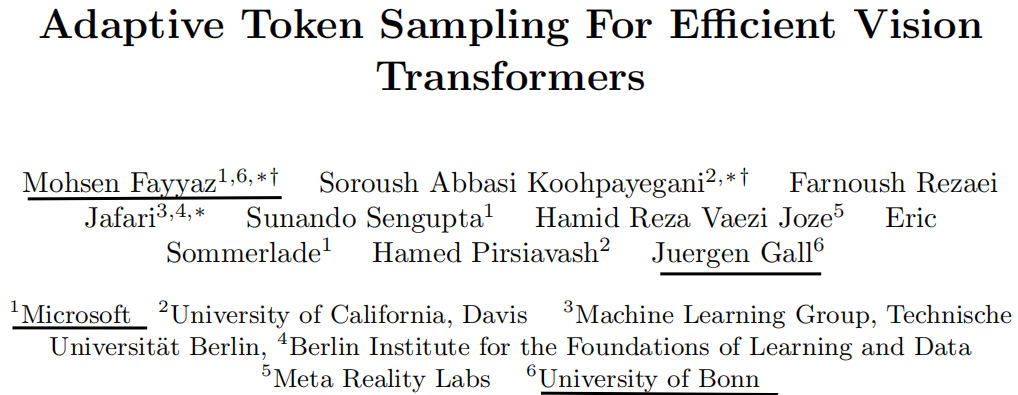 Adaptive Token Sampling For Efficient Vision
Transformers
Mohsen Fayyaz¹,⁶,*† Soroush Abbasi Koohpayegani²,*† Farnoush Rezaei
Jafari³,⁴,* Sunando Sengupta¹ Hamid Reza Vaezi Joze⁵ Eric
Sommerlade¹ Hamed Pirsiavash² Juergen Gall⁶
¹Microsoft ²University of California, Davis ³Machine Learning Group, Technische
Universität Berlin, ⁴Berlin Institute for the Foundations of Learning and Data
⁵Meta Reality Labs ⁶University of Bonn